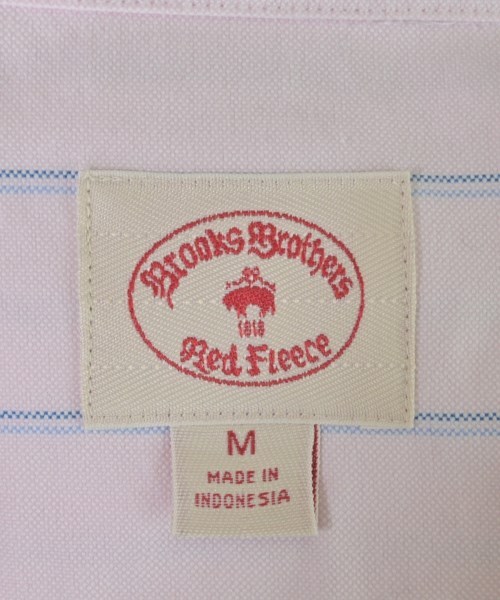 Brooks Brothers
1818
Red Fleece
M
MADE IN
INDONESIA